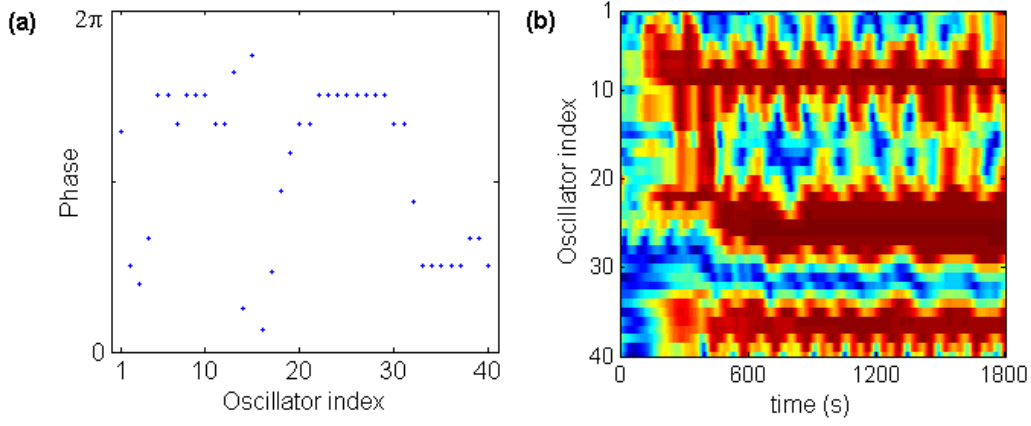 (a)
2π
Phase
0
1 10 20 30 40
Oscillator index
(b)
1
10
20
30
40
Oscillator index
0 600 1200 1800
time (s)